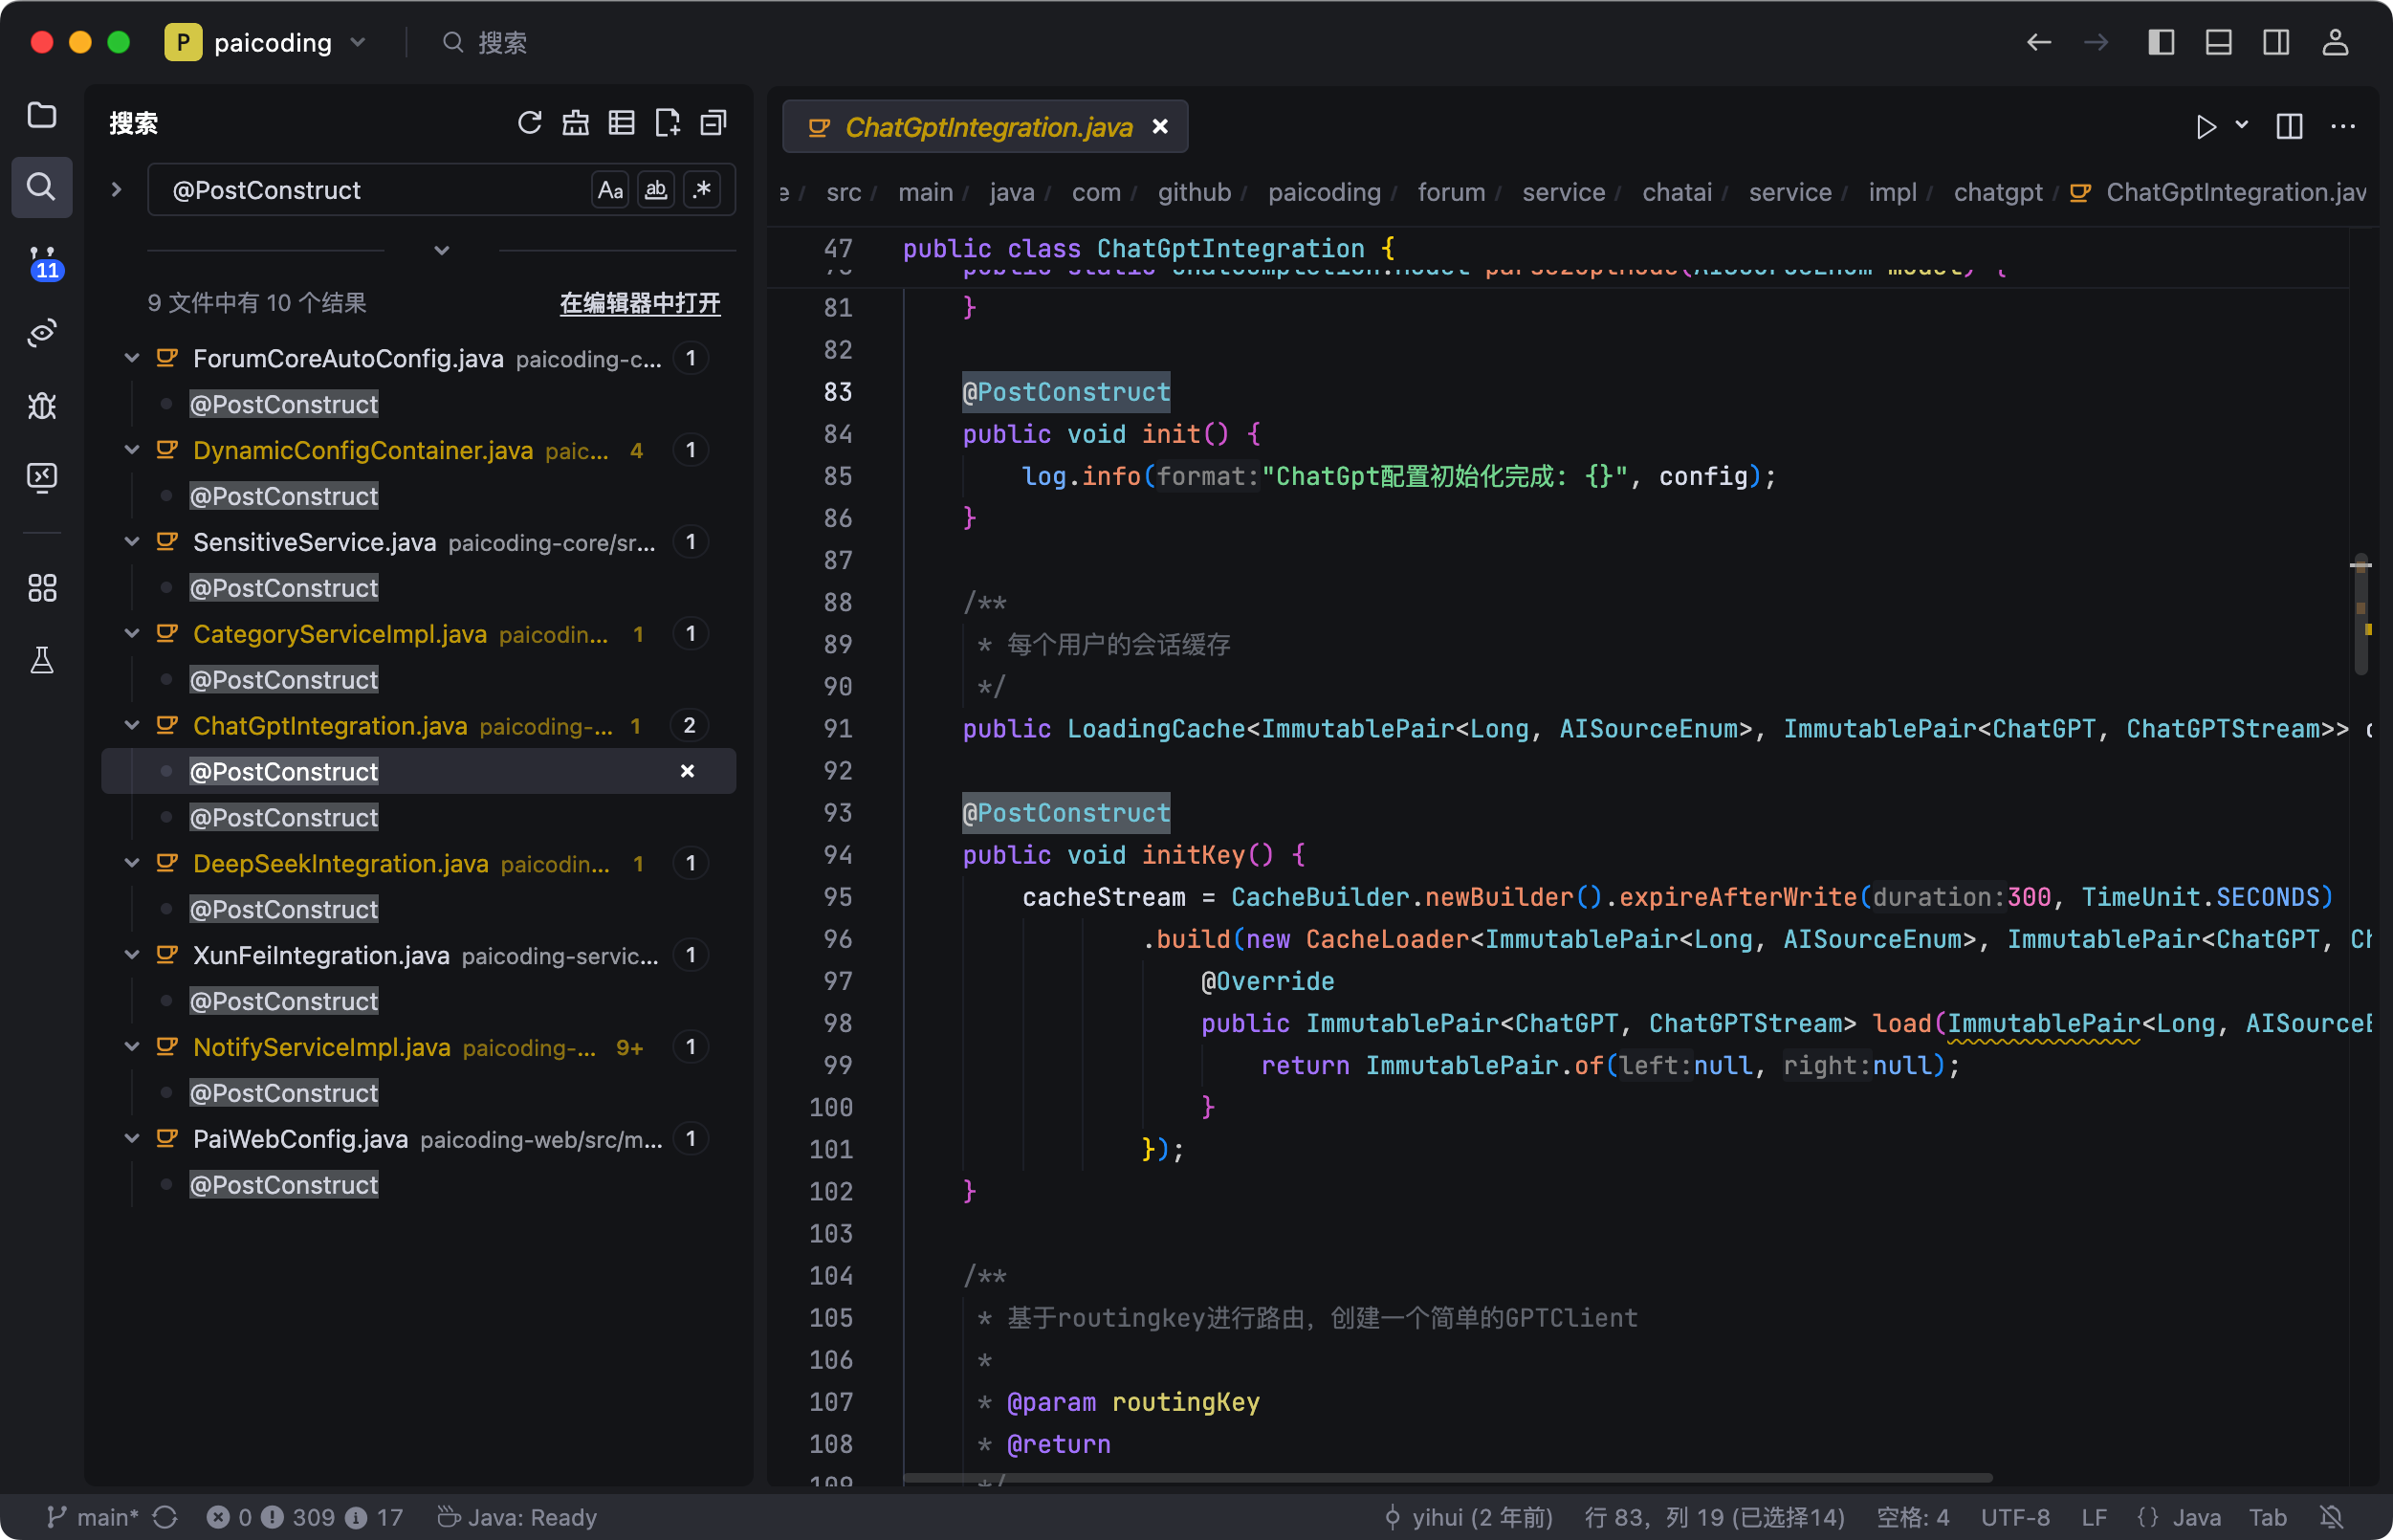 P paicoding 搜索
搜索
@PostConstruct Aa ab .*
11
9 文件中有 10 个结果 在编辑器中打开
ForumCoreAutoConfig.java paicoding-c... 1
@PostConstruct
DynamicConfigContainer.java paic... 4 1
@PostConstruct
SensitiveService.java paicoding-core/sr... 1
@PostConstruct
CategoryServiceImpl.java paicodin... 1 1
@PostConstruct
ChatGptIntegration.java paicoding-... 1 2
@PostConstruct
@PostConstruct
DeepSeekIntegration.java paicodin... 1 1
@PostConstruct
XunFeiIntegration.java paicoding-servic... 1
@PostConstruct
NotifyServiceImpl.java paicoding-... 9+ 1
@PostConstruct
PaiWebConfig.java paicoding-web/src/m... 1
@PostConstruct
ChatGptIntegration.java
e / src / main / java / com / github / paicoding / forum / service / chatai / service / impl / chatgpt / ChatGptIntegration.jav
47 public class ChatGptIntegration {
81 }
82
83 @PostConstruct
84 public void init() {
85 log.info(format:"ChatGpt配置初始化完成: {}", config);
86 }
87
88 /**
89 * 每个用户的会话缓存
90 */
91 public LoadingCache<ImmutablePair<Long, AISourceEnum>, ImmutablePair<ChatGPT, ChatGPTStream>> c
92
93 @PostConstruct
94 public void initKey() {
95 cacheStream = CacheBuilder.newBuilder().expireAfterWrite(duration:300, TimeUnit.SECONDS)
96 .build(new CacheLoader<ImmutablePair<Long, AISourceEnum>, ImmutablePair<ChatGPT, Ch
97 @Override
98 public ImmutablePair<ChatGPT, ChatGPTStream> load(ImmutablePair<Long, AISourceE
99 return ImmutablePair.of(left:null, right:null);
100 }
101 });
102 }
103
104 /**
105 * 基于routingkey进行路由，创建一个简单的GPTClient
106 *
107 * @param routingKey
108 * @return
109 */
main* 0 309 17 Java: Ready yihui (2 年前) 行 83，列 19 (已选择14) 空格: 4 UTF-8 LF {} Java Tab